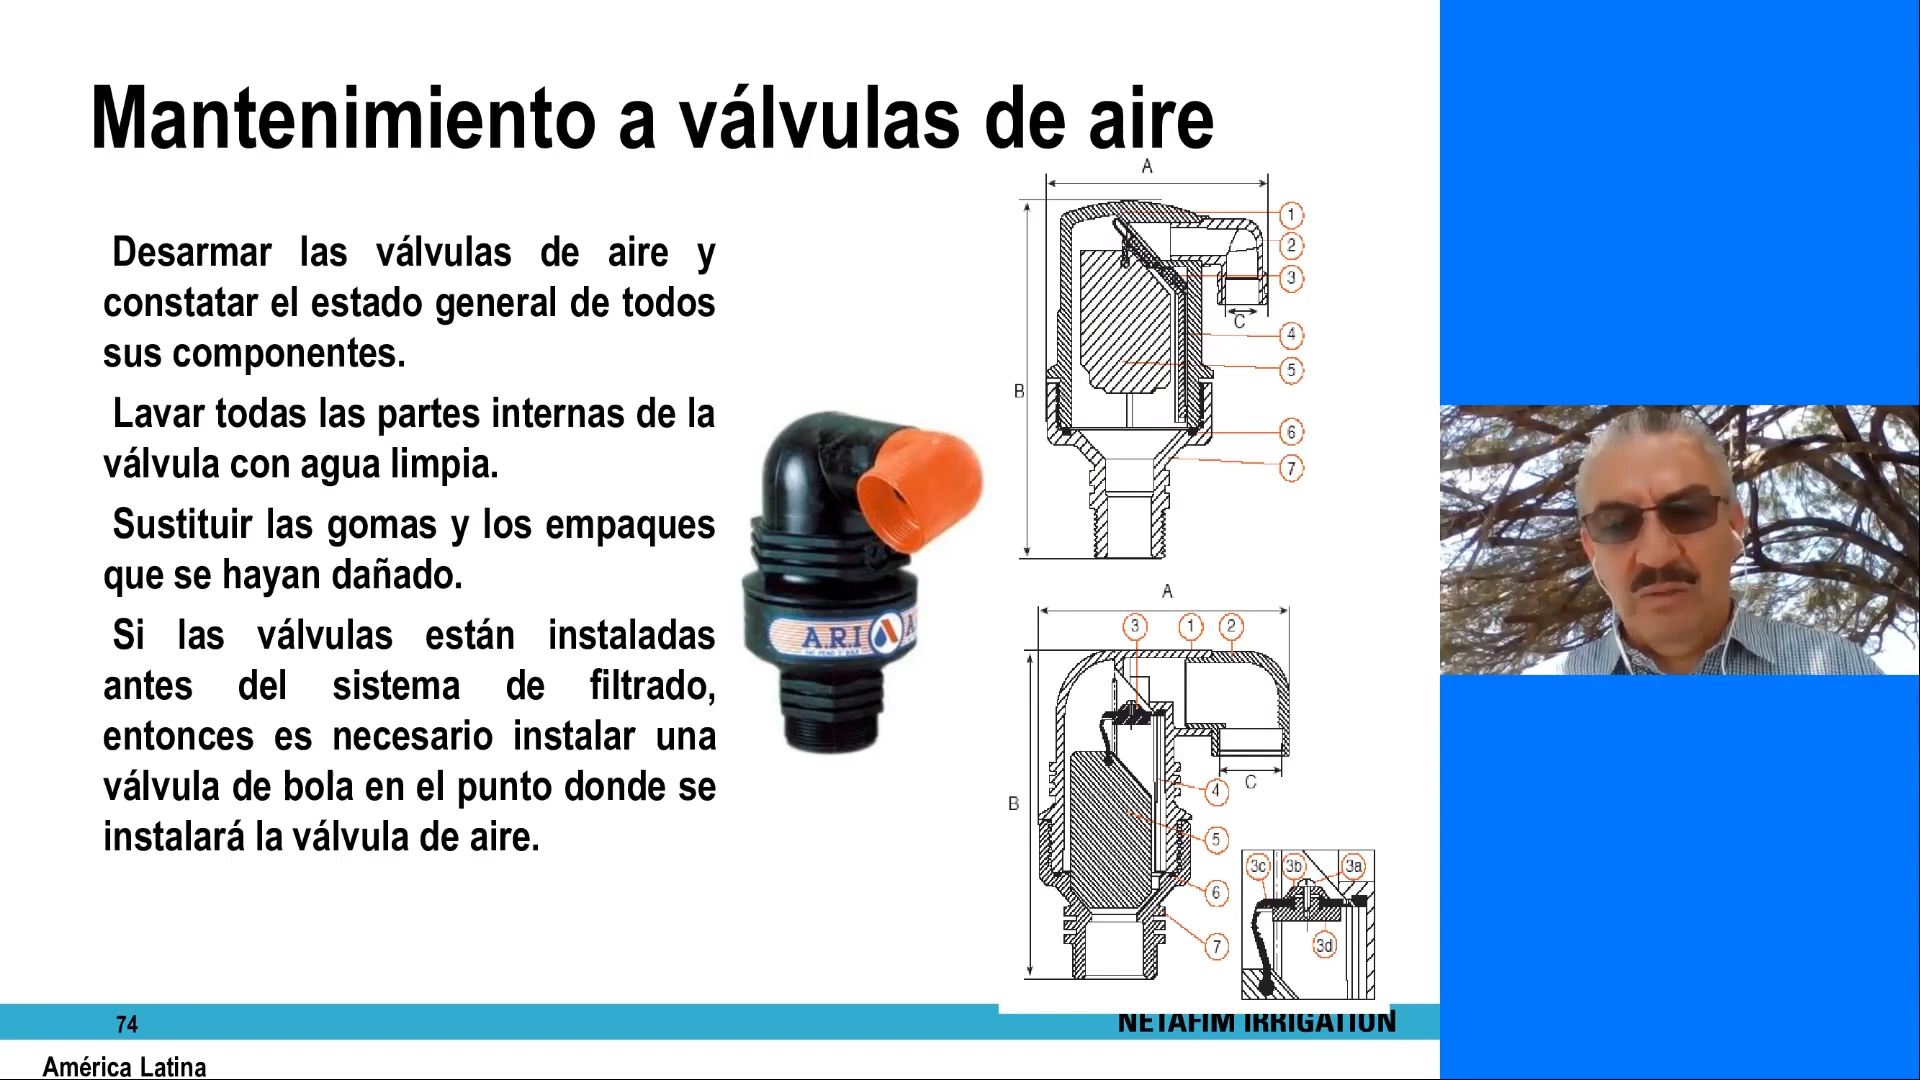 Mantenimiento a válvulas de aire
Desarmar las válvulas de aire y
constatar el estado general de todos
sus componentes.
Lavar todas las partes internas de la
válvula con agua limpia.
Sustituir las gomas y los empaques
que se hayan dañado.
Si las válvulas están instaladas
antes del sistema de filtrado,
entonces es necesario instalar una
válvula de bola en el punto donde se
instalará la válvula de aire.
A.R.I
A
A
1
2
3
C
4
B
5
6
7
A
3 1 2
C
4
B
5
3c 3b 3a
6
3d
7
74
NETAFIM IRRIGATION
América Latina